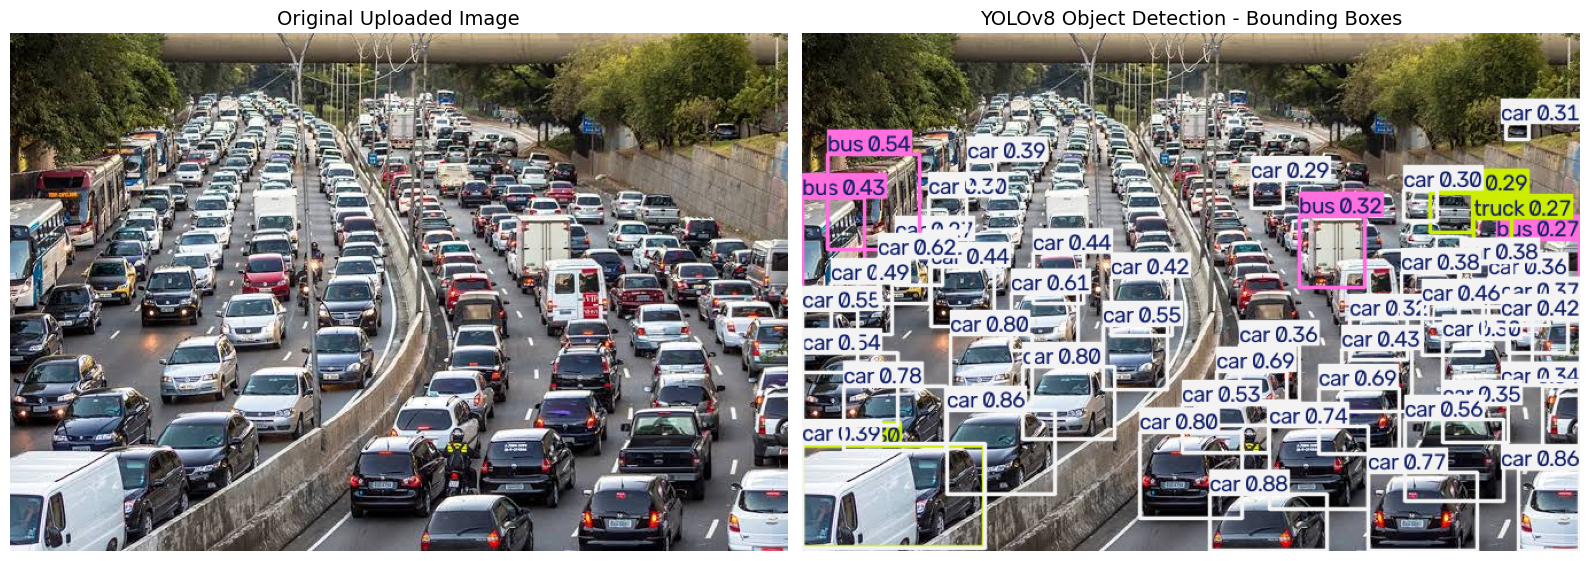 Original Uploaded Image
YOLOv8 Object Detection - Bounding Boxes
car 0.31
bus 0.54
car 0.39
car 0.29
car 0.30
0.29
bus 0.43
car 0.30
bus 0.32
truck 0.27
bus 0.27
car 0.62
0.44
car 0.44
car 0.38
0.38
car 0.42
0.49
car 0.36
car 0.61
car 0.55
car 0.46
car 0.55
car 0.42
car 0.80
car 0.36
car 0.43
car 0.54
car 0.80
car 0.69
car 0.78
car 0.69
car 0.34
car 0.86
car 0.53
0.35
car 0.39
car 0.80
car 0.74
car 0.56
car 0.77
car 0.86
car 0.88